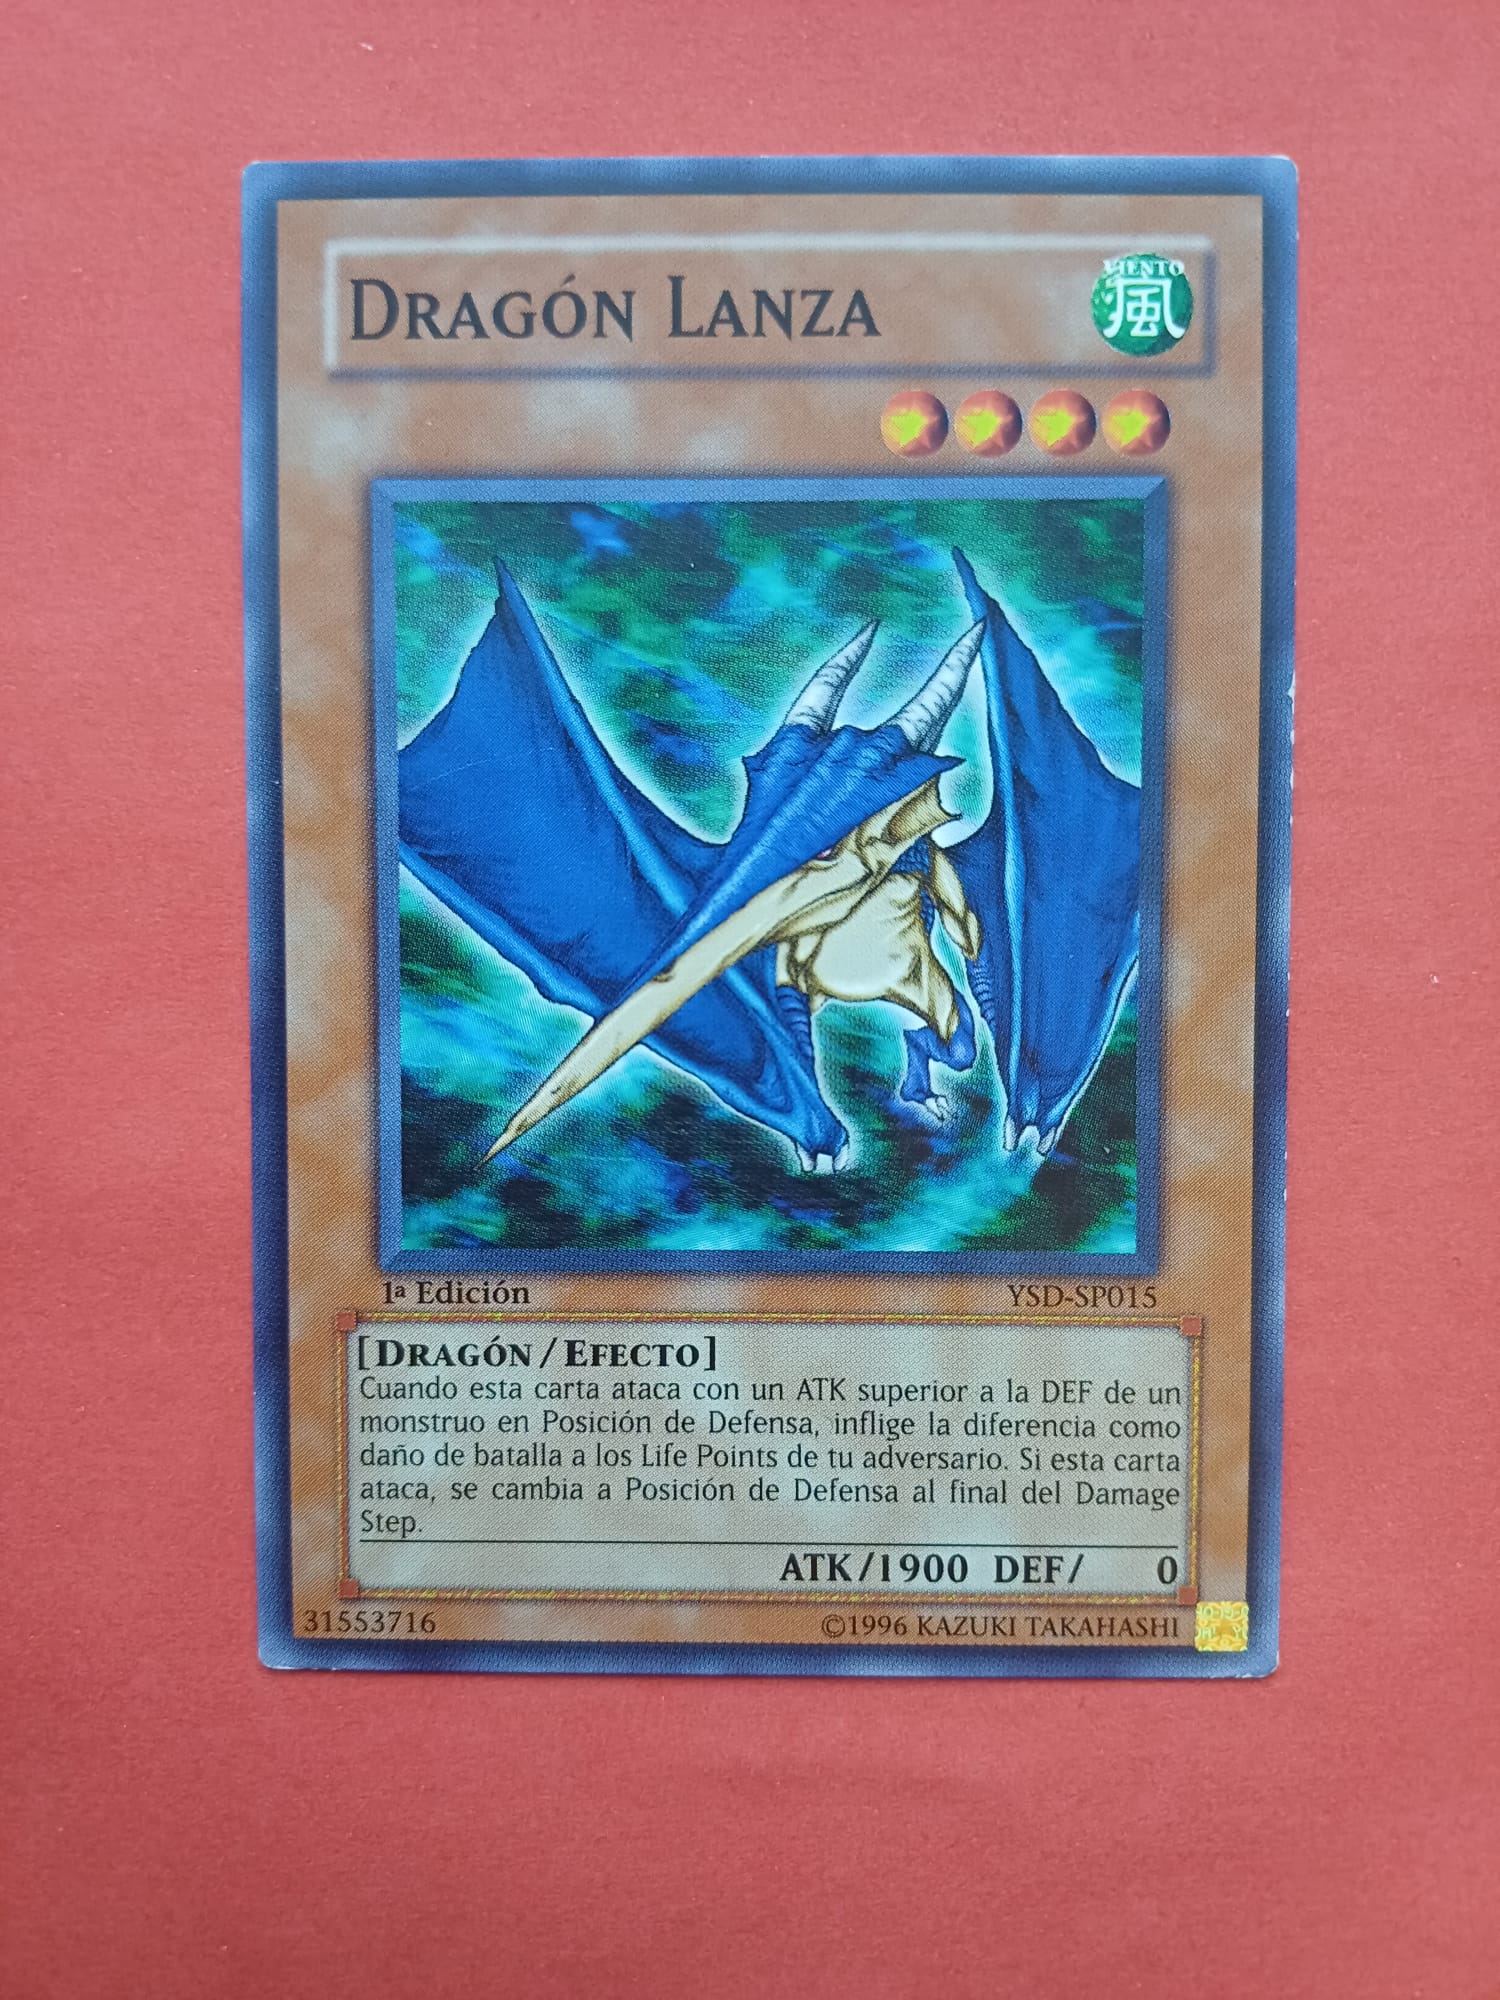 DRAGÓN LANZA
VIENTO
風
1ª Edición
YSD-SP015
[DRAGÓN/EFECTO]
Cuando esta carta ataca con un ATK superior a la DEF de un
monstruo en Posición de Defensa, inflige la diferencia como
daño de batalla a los Life Points de tu adversario. Si esta carta
ataca, se cambia a Posición de Defensa al final del Damage
Step.
ATK/1900 DEF/ 0
31553716
©1996 KAZUKI TAKAHASHI